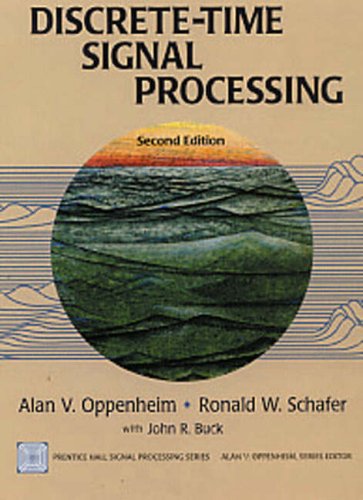 DISCRETE-TIME
SIGNAL
PROCESSING
Second Edition
Alan V. Oppenheim • Ronald W. Schafer
with John R. Buck
PRENTICE HALL SIGNAL PROCESSING SERIES ALAN V. OPPENHEIM, SERIES EDITOR